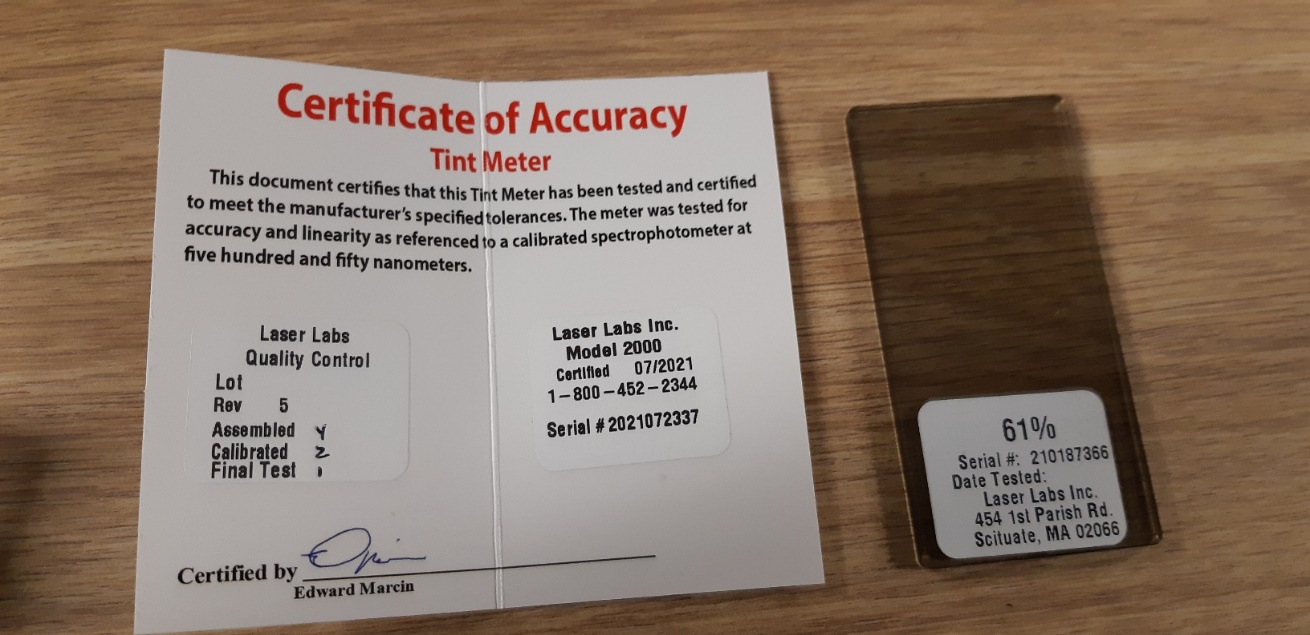 Certificate of Accuracy
Tint Meter
This document certifies that this Tint Meter has been tested and certified
to meet the manufacturer's specified tolerances. The meter was tested for
accuracy and linearity as referenced to a calibrated spectrophotometer at
five hundred and fifty nanometers.
Laser Labs
Quality Control
Lot
Rev 5
Assembled Y
Calibrated 2
Final Test
Laser Labs Inc.
Model 2000
Certified 07/2021
1-800-452-2344
Serial # 2021072337
Certified by
Edward Marcin
61%
Serial #: 210187366
Date Tested:
Laser Labs Inc.
454 1st Parish Rd.
Scituate, MA 02066